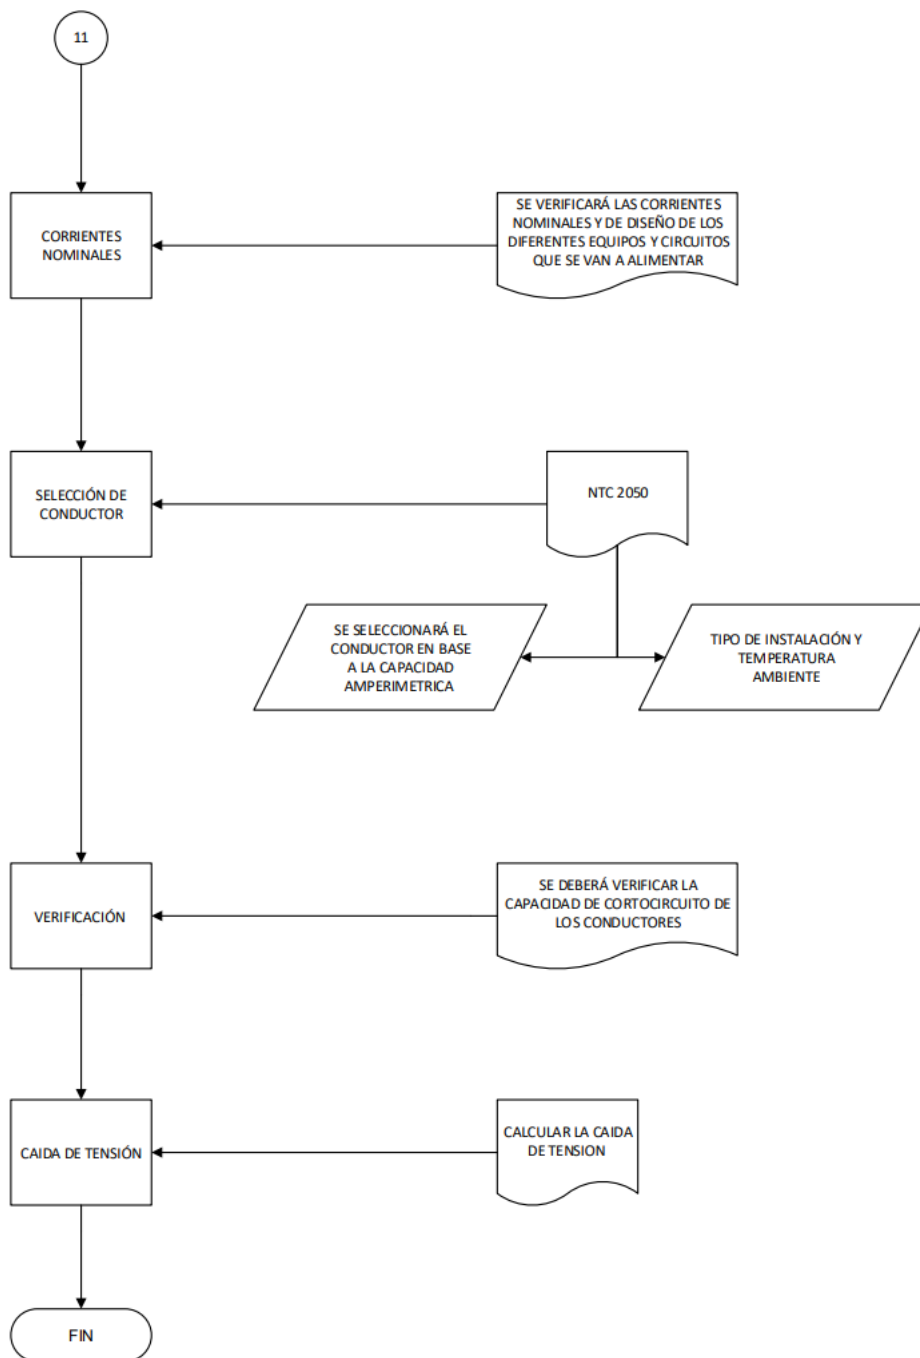 11
CORRIENTES
NOMINALES
SE VERIFICARÁ LAS CORRIENTES
NOMINALES Y DE DISEÑO DE LOS
DIFERENTES EQUIPOS Y CIRCUITOS
QUE SE VAN A ALIMENTAR
SELECCIÓN DE
CONDUCTOR
NTC 2050
SE SELECCIONARÁ EL
CONDUCTOR EN BASE
A LA CAPACIDAD
AMPERIMETRICA
TIPO DE INSTALACIÓN Y
TEMPERATURA
AMBIENTE
VERIFICACIÓN
SE DEBERÁ VERIFICAR LA
CAPACIDAD DE CORTOCIRCUITO DE
LOS CONDUCTORES
CAIDA DE TENSIÓN
CALCULAR LA CAIDA
DE TENSION
FIN